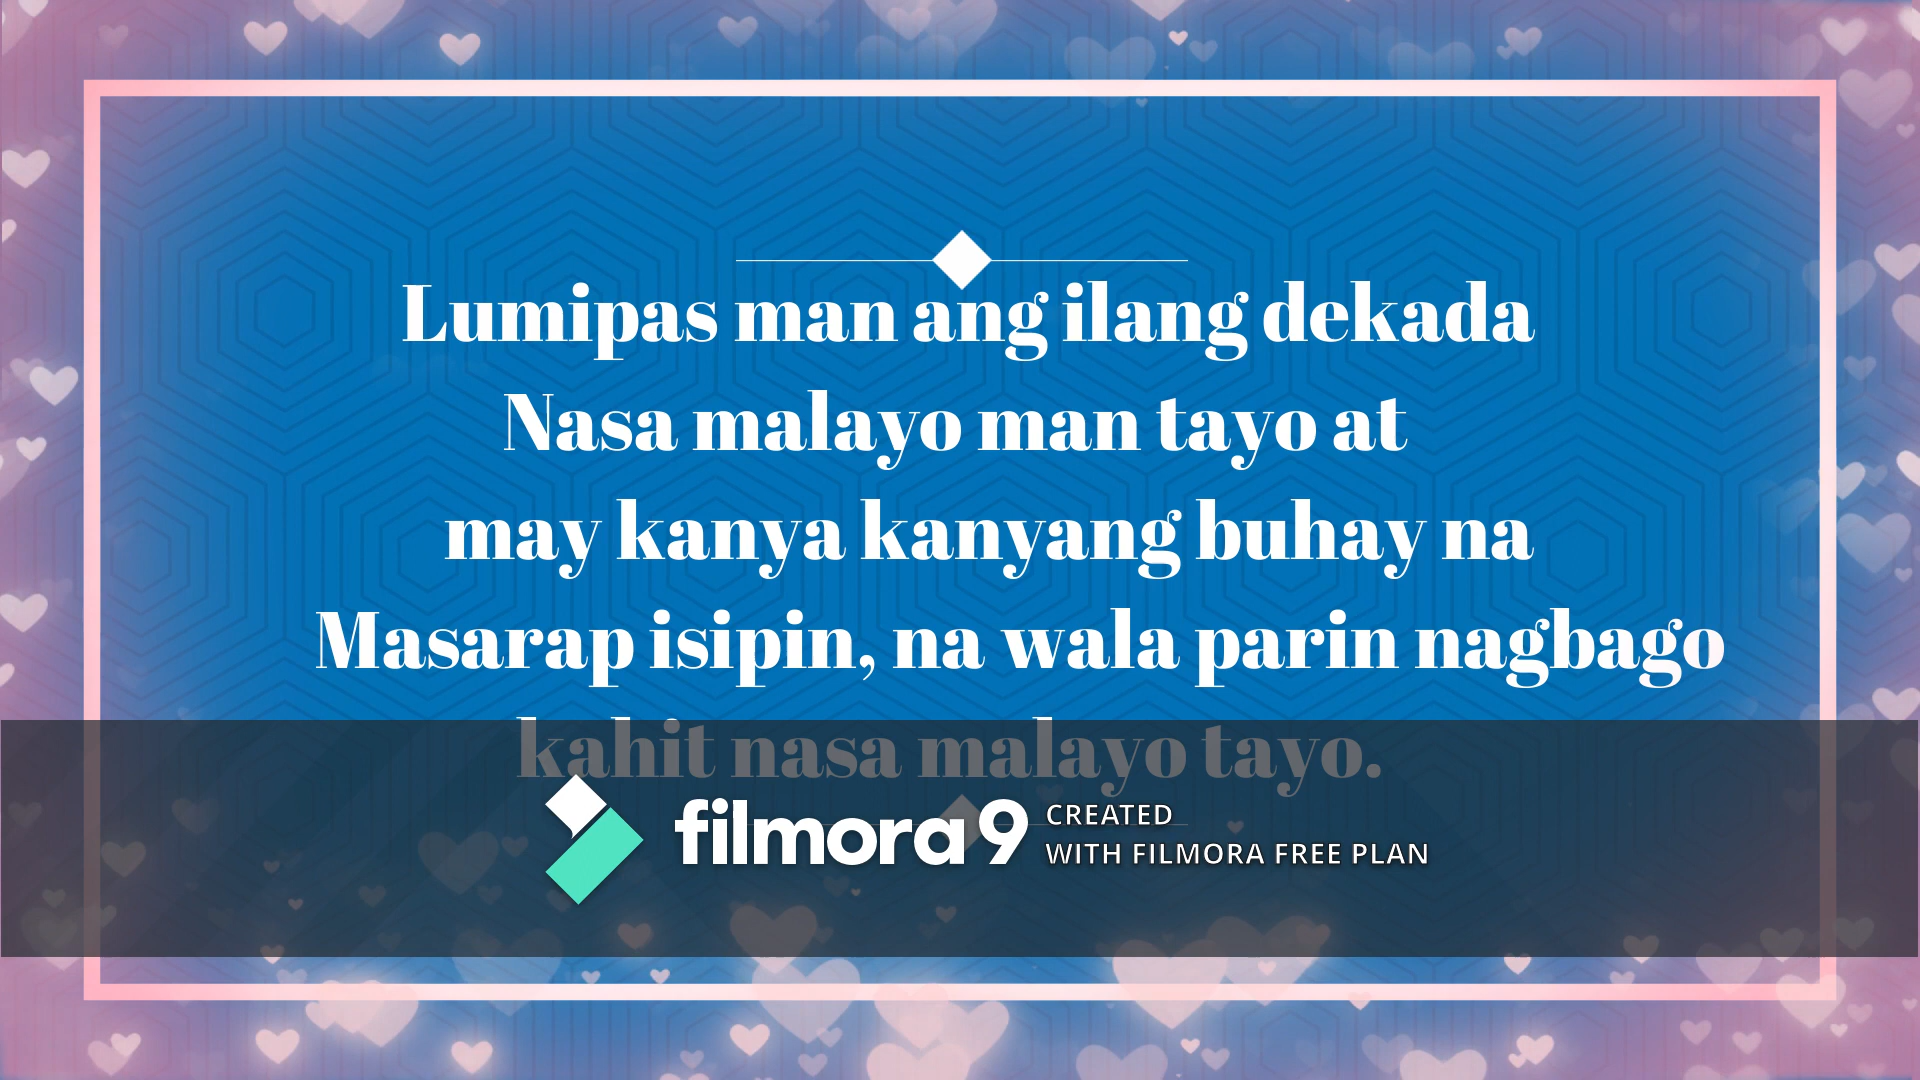 Lumipas man ang ilang dekada
Nasa malayo man tayo at
may kanya kanyang buhay na
Masarap isipin, na wala parin nagbago
kahit nasa malayo tayo.
filmora 9 CREATED
WITH FILMORA FREE PLAN